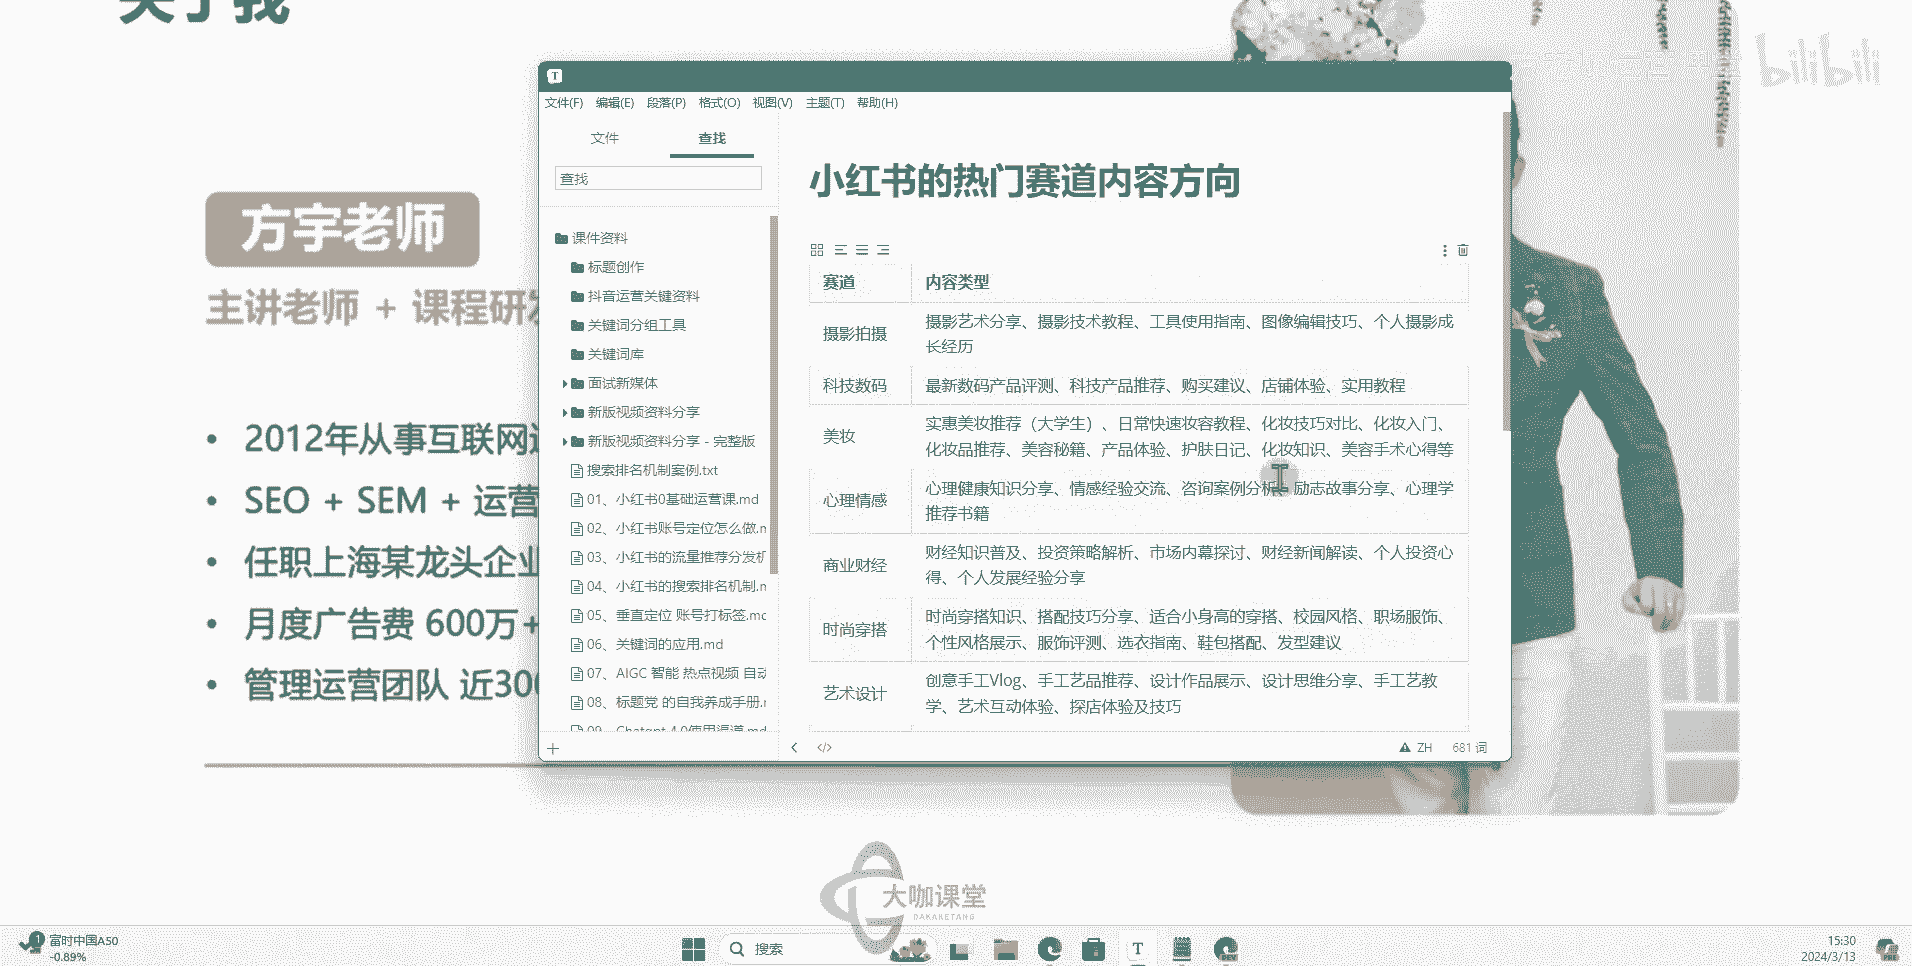 关于我
bilibili
方宇老师
主讲老师 + 课程研
2012年从事互联网
SEO + SEM + 运营
任职上海某龙头企业
月度广告费 600万+
管理运营团队 近30
文件(F) 编辑(E) 段落(P) 格式(O) 视图(V) 主题(T) 帮助(H)
文件 查找
查找
课件资料
标题创作
抖音运营关键资料
关键词分组工具
关键词库
面试新媒体
新版视频资料分享
新版视频资料分享 - 完整版
搜索排名机制案例.txt
01、小红书0基础运营课.md
02、小红书账号定位怎么做.m
03、小红书的流量推荐分发机
04、小红书的搜索排名机制.m
05、垂直定位 账号打标签.mc
06、关键词的应用.md
07、AIGC 智能 热点视频 自动
08、标题党 的自我养成手册.r
09、Chatgpt 4.0使用渠道.md
小红书的热门赛道内容方向
赛道 内容类型
摄影拍摄 摄影艺术分享、摄影技术教程、工具使用指南、图像编辑技巧、个人摄影成
长经历
科技数码 最新数码产品评测、科技产品推荐、购买建议、店铺体验、实用教程
美妆 实惠美妆推荐（大学生）、日常快速妆容教程、化妆技巧对比、化妆入门、
化妆品推荐、美容秘籍、产品体验、护肤日记、化妆知识、美容手术心得等
心理情感 心理健康知识分享、情感经验交流、咨询案例分析、励志故事分享、心理学
推荐书籍
商业财经 财经知识普及、投资策略解析、市场内幕探讨、财经新闻解读、个人投资心
得、个人发展经验分享
时尚穿搭 时尚穿搭知识、搭配技巧分享、适合小身高的穿搭、校园风格、职场服饰、
个性风格展示、服饰评测、选衣指南、鞋包搭配、发型建议
艺术设计 创意手工Vlog、手工艺品推荐、设计作品展示、设计思维分享、手工艺教
学、艺术互动体验、探店体验及技巧
ZH 681 词
大咖课堂
DAKAKETANG
1
富时中国A50
-0.89%
搜索
DEV
15:30
2024/3/13
PRE